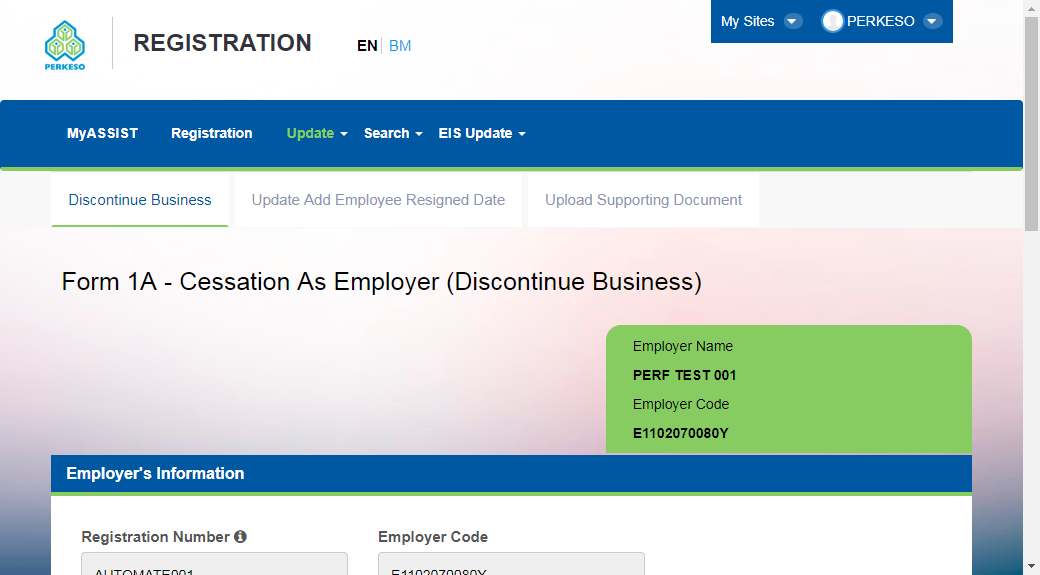 PERKESO
REGISTRATION
EN BM
My Sites
PERKESO
MyASSIST Registration Update Search EIS Update
Discontinue Business Update Add Employee Resigned Date Upload Supporting Document
Form 1A - Cessation As Employer (Discontinue Business)
Employer Name
PERF TEST 001
Employer Code
E1102070080Y
Employer's Information
Registration Number Employer Code
AUTOMATE001 E1102070080Y